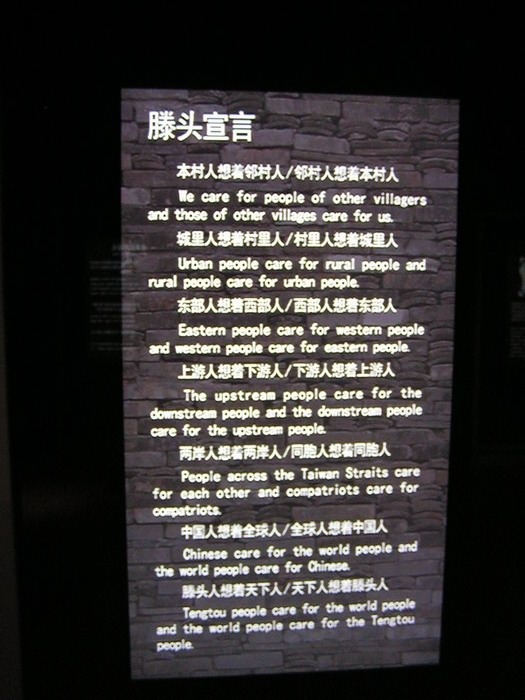 滕头宣言
本村人想着邻村人/邻村人想着本村人
We care for people of other villagers
and those of other villages care for us.
城里人想着村里人/村里人想着城里人
Urban people care for rural people and
rural people care for urban people.
东部人想着西部人/西部人想着东部人
Eastern people care for western people
and western people care for eastern people.
上游人想着下游人/下游人想着上游人
The upstream people care for the
downstream people and the downstream people
care for the upstream people.
两岸人想着两岸人/同胞人想着同胞人
People across the Taiwan Straits care
for each other and compatriots care for
compatriots.
中国人想着全球人/全球人想着中国人
Chinese care for the world people and
the world people care for Chinese.
滕头人想着天下人/天下人想着滕头人
Tengtou people care for the world people
and the world people care for the Tengtou
people.